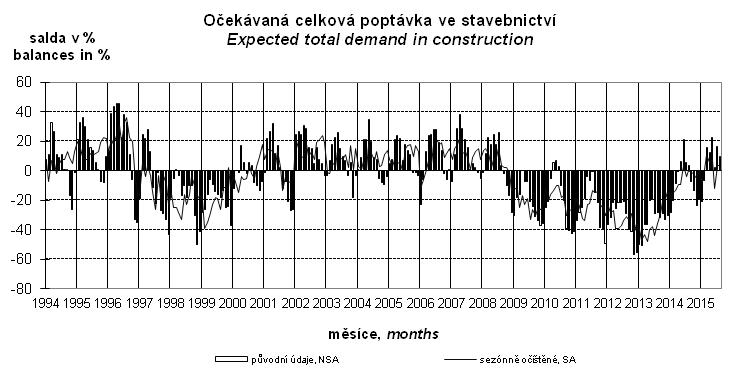 Očekávaná celková poptávka ve stavebnictví
Expected total demand in construction
salda v %
balances in %
60
40
20
0
-20
-40
-60
-80
1994 1995 1996 1997 1998 1999 2000 2001 2002 2003 2004 2005 2006 2007 2008 2009 2010 2011 2012 2013 2014 2015
měsíce, months
původní údaje, NSA
sezónně očištěné, SA